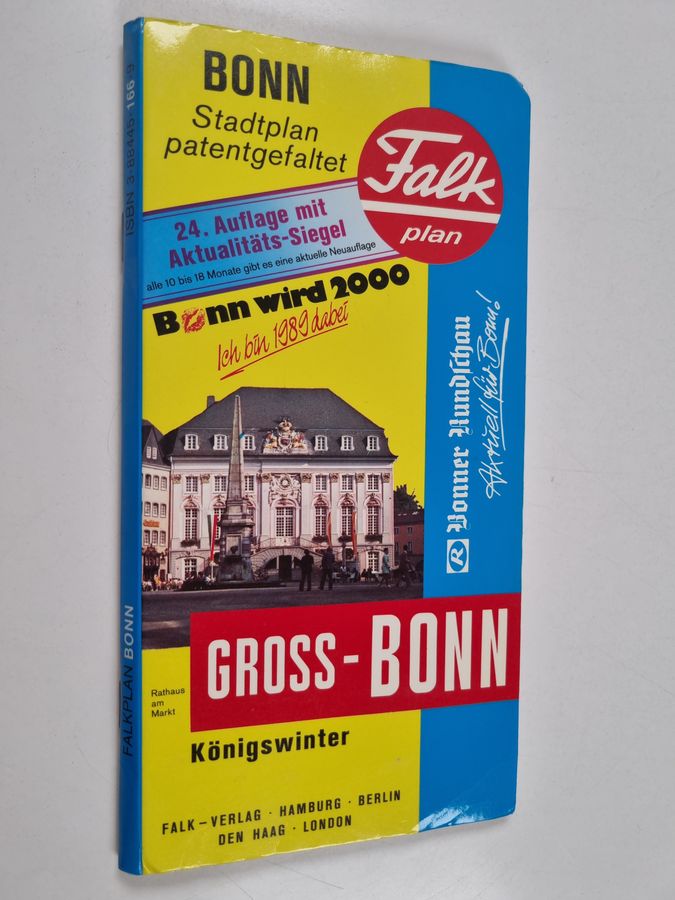 BONN
Stadtplan
patentgefaltet
Falk
plan
24. Auflage mit
Aktualitäts-Siegel
alle 10 bis 18 Monate gibt es eine aktuelle Neuauflage
Bonn wird 2000
Ich bin 1989 dabei
R Bonner Rundschau
Aktuell für Bonn!
GROSS-BONN
Rathaus
am
Markt
Königswinter
FALK-VERLAG · HAMBURG · BERLIN
DEN HAAG · LONDON
FALKPLAN BONN
ISBN 3-88445-166 9